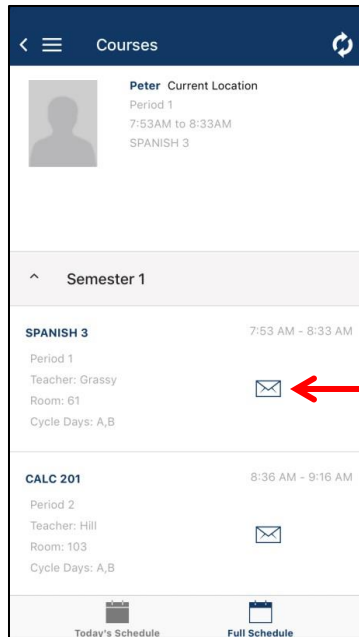 Courses
Peter Current Location
Period 1
7:53AM to 8:33AM
SPANISH 3
Semester 1
SPANISH 3 7:53 AM - 8:33 AM
Period 1
Teacher: Grassy
Room: 61
Cycle Days: A,B
CALC 201 8:36 AM - 9:16 AM
Period 2
Teacher: Hill
Room: 103
Cycle Days: A,B
Today's Schedule Full Schedule